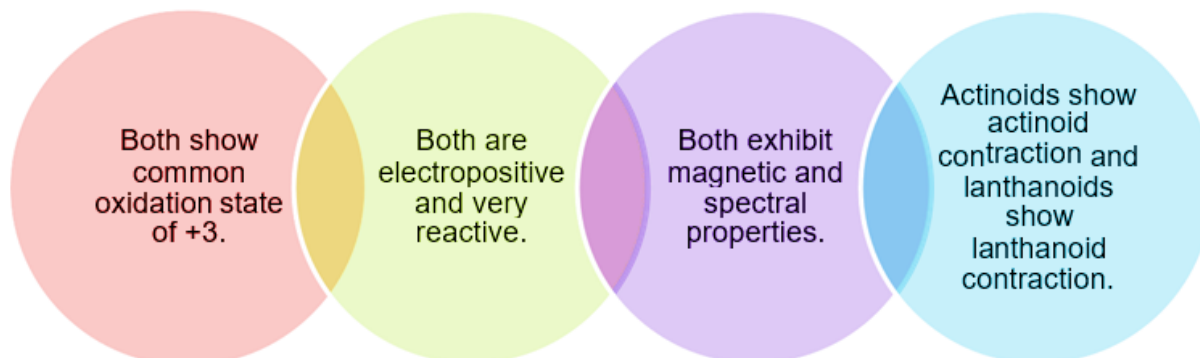 Both show
common
oxidation state
of +3.
Both are
electropositive
and very
reactive.
Both exhibit
magnetic and
spectral
properties.
Actinoids show
actinoid
contraction and
lanthanoids
show
lanthanoid
contraction.